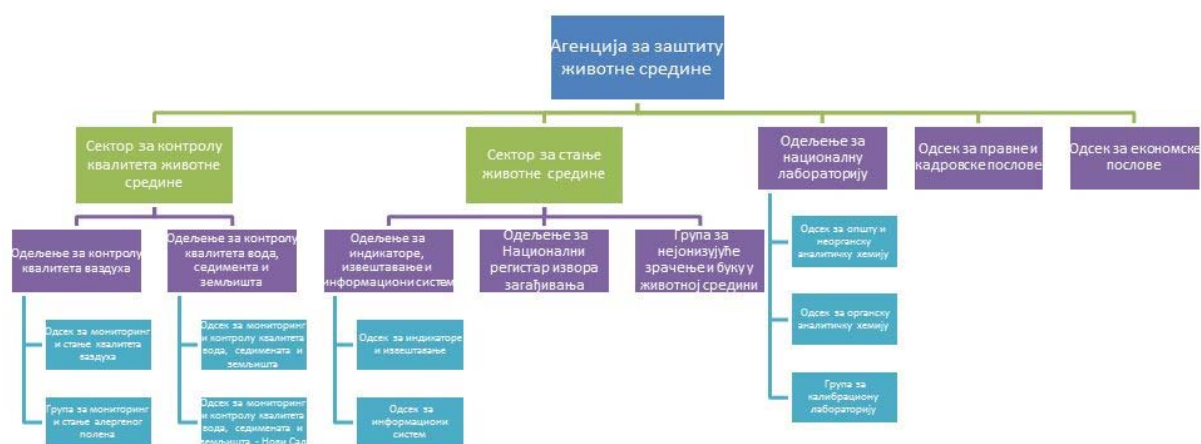 Агенција за заштиту
животне средине
Сектор за контролу
квалитета животне
средине
Сектор за стање
животне средине
Одељење за
националну
лабораторију
Одсек за правне и
кадровске послове
Одсек за економске
послове
Одељење за контролу
квалитета ваздуха
Одељење за контролу
квалитета вода,
седимента и
земљишта
Одељење за
индикаторе,
извештавање и
информациони систем
Одељење за
Национални
регистар извора
загађивања
Група за
нејонизујуће
зрачење и буку у
животној средини
Одсек за мониторинг
и стање квалитета
ваздуха
Група за мониторинг
и стање алергеног
полена
Одсек за мониторинг
и контролу квалитета
вода, седимената и
земљишта
Одсек за мониторинг
и контролу квалитета
вода, седимената и
земљишта - Нови Сад
Одсек за индикаторе
и извештавање
Одсек за
информациони
систем
Одсек за општу и
неорганску
аналитичку хемију
Одсек за органску
аналитичку хемију
Група за
калибрациону
лабораторију